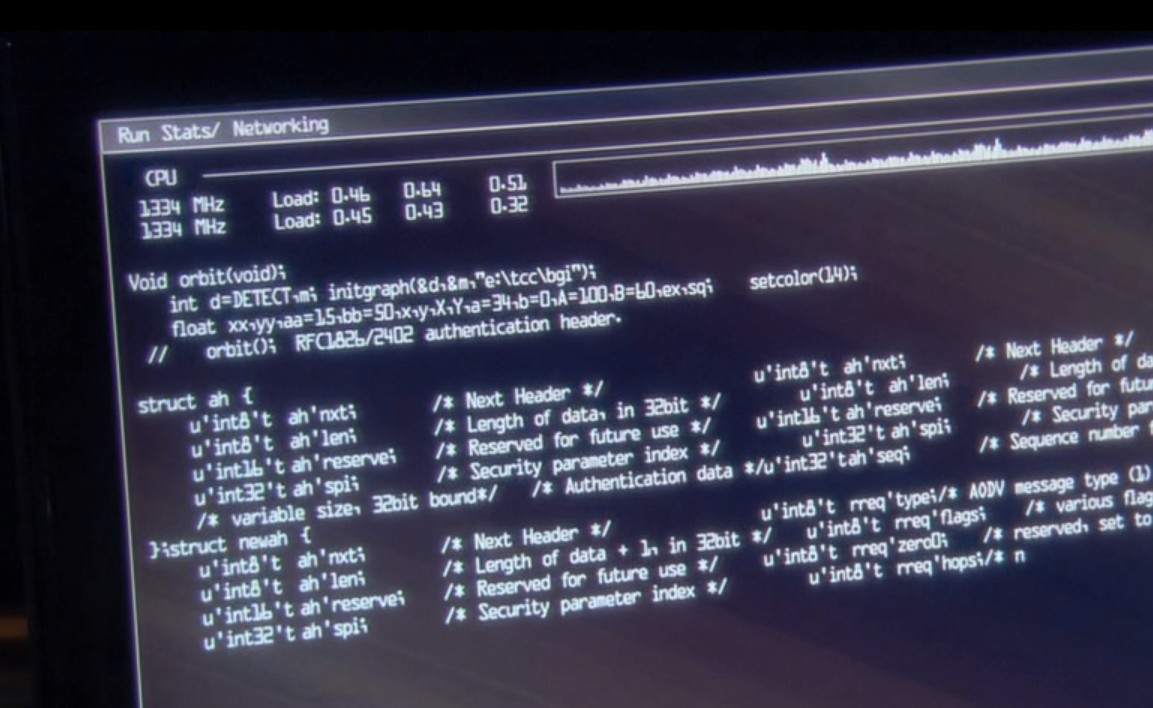 Run Stats/ Networking
CPU
1334 MHz Load: 0.46 0.64 0.51
1334 MHz Load: 0.45 0.43 0.32
Void orbit(void);
int d=DETECT,m; initgraph(&d,&m,"e:\tcc\bgi");
float xx,yy,aa=15,bb=50,x,y,X,Y,a=34,b=0,A=100,B=60,ex,sq; setcolor(14);
// orbit(); RFC1826/2402 authentication header.
struct ah {
u'int8't ah'nxt; /* Next Header */ u'int8't ah'nxt; /* Next Header */
u'int8't ah'len; /* Length of data, in 32bit */ u'int8't ah'len; /* Length of da
u'int16't ah'reserve; /* Reserved for future use */ u'int16't ah'reserve; /* Reserved for futu
u'int32't ah'spi; /* Security parameter index */ u'int32't ah'spi; /* Security par
/* variable size, 32bit bound*/ /* Authentication data */u'int32'tah'seq; /* Sequence number
};struct newah {
u'int8't ah'nxt; /* Next Header */ u'int8't rreq'type;/* AODV message type (1)
u'int8't ah'len; /* Length of data + 1, in 32bit */ u'int8't rreq'flags; /* various flag
u'int16't ah'reserve; /* Reserved for future use */ u'int8't rreq'zero0; /* reserved, set to
u'int32't ah'spi; /* Security parameter index */ u'int8't rreq'hops;/* n